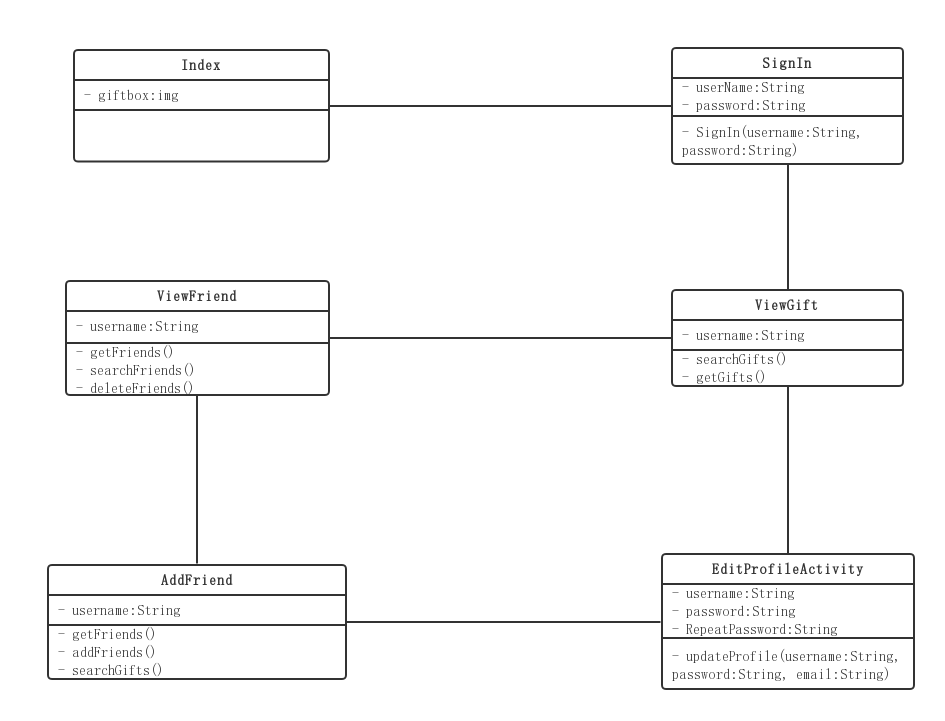 Index
- giftbox:img
SignIn
- userName:String
- password:String
- SignIn(username:String,
password:String)
ViewFriend
- username:String
- getFriends()
- searchFriends()
- deleteFriends()
ViewGift
- username:String
- searchGifts()
- getGifts()
AddFriend
- username:String
- getFriends()
- addFriends()
- searchGifts()
EditProfileActivity
- username:String
- password:String
- RepeatPassword:String
- updateProfile(username:String,
password:String, email:String)